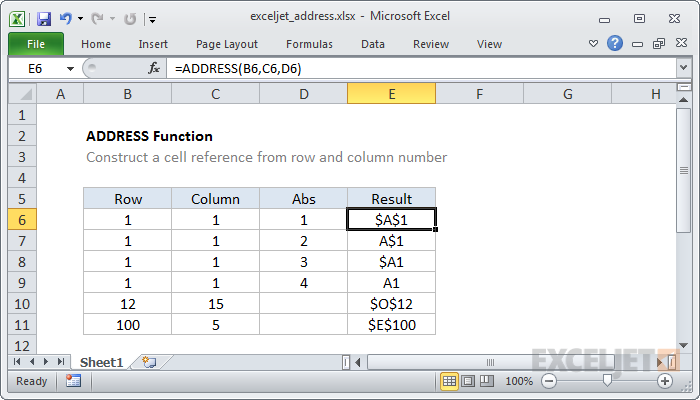 exceljet_address.xlsx - Microsoft Excel
File Home Insert Page Layout Formulas Data Review View
E6 fx =ADDRESS(B6,C6,D6)
A B C D E F G H
1
2 ADDRESS Function
3 Construct a cell reference from row and column number
4
5 Row Column Abs Result
6 1 1 1 $A$1
7 1 1 2 A$1
8 1 1 3 $A1
9 1 1 4 A1
10 12 15 $O$12
11 100 5 $E$100
12
Sheet1
EXCELJET
Ready 100%